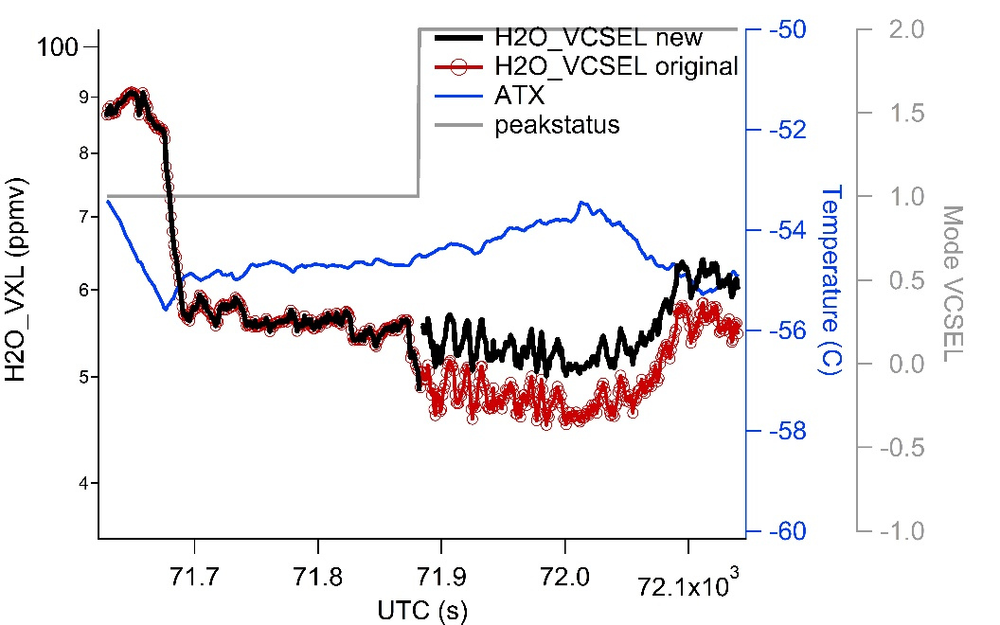 H2O_VCSEL new
H2O_VCSEL original
ATX
peakstatus
100
9
8
7
6
5
4
H2O_VXL (ppmv)
71.7
71.8
71.9
72.0
72.1x10³
UTC (s)
-50
-52
-54
-56
-58
-60
Temperature (C)
2.0
1.5
1.0
0.5
0.0
-0.5
-1.0
Mode VCSEL